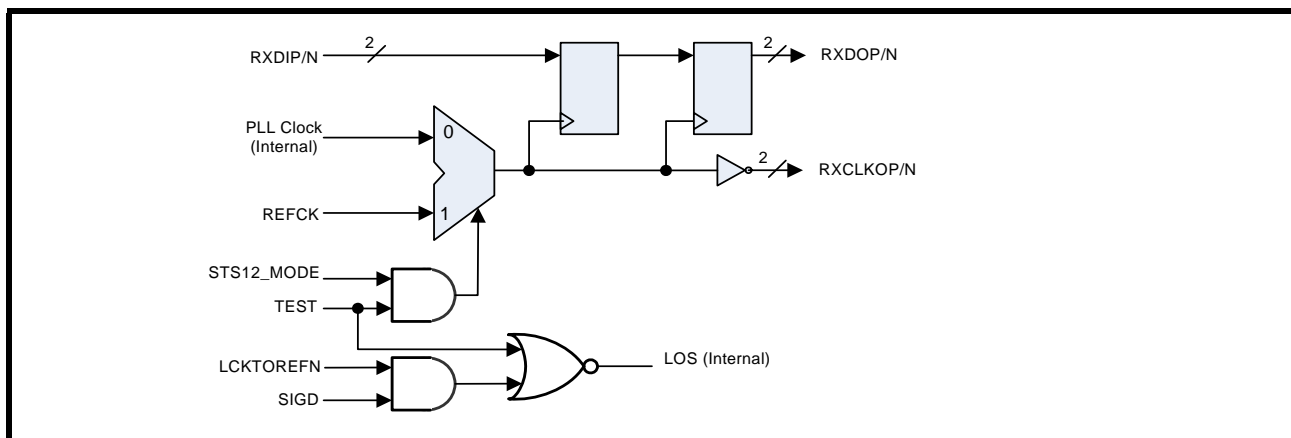 RXDIP/N
2
2
RXDOP/N
PLL Clock
(Internal)
0
2
RXCLKOP/N
REFCK
1
STS12_MODE
TEST
LCKTOREFN
LOS (Internal)
SIGD